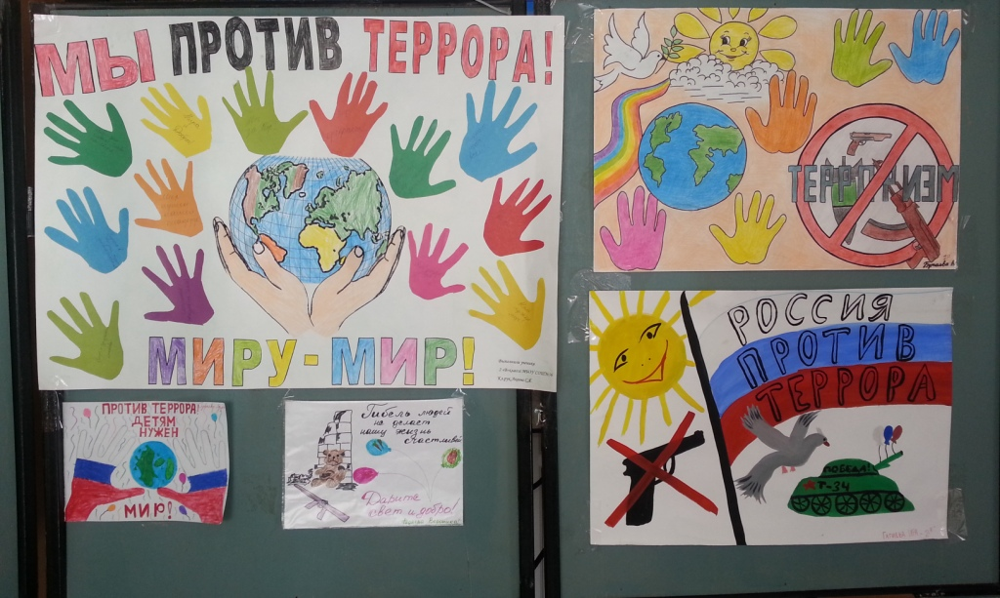 МЫ ПРОТИВ ТЕРРОРА!
МИРУ-МИР!
ТЕРРОРИЗМ
РОССИЯ
ПРОТИВ
ТЕРРОРА
ПОБЕДА!
Т-34
ПРОТИВ ТЕРРОРА!
ДЕТЯМ
НУЖЕН
МИР!
Гибель людей
не делает
нашу жизнь
счастливей
Дарите
свет и добро!